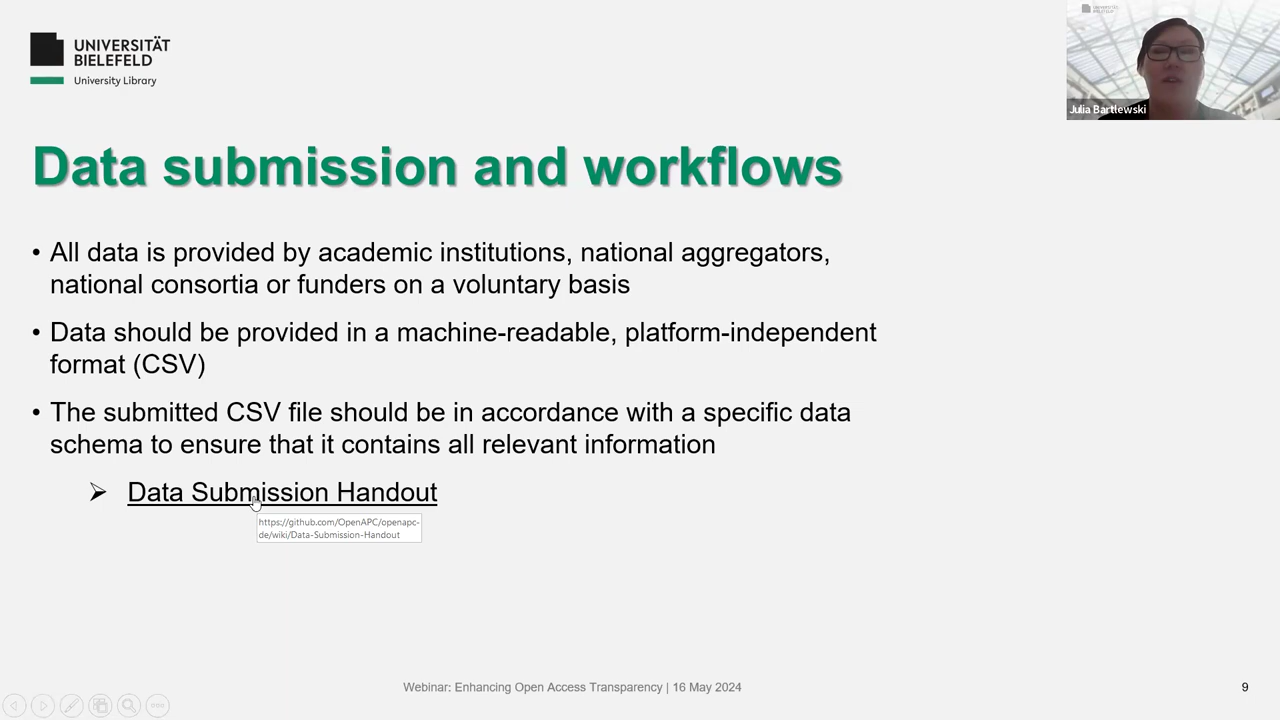 UNIVERSITÄT
BIELEFELD
University Library
Julia Bartlewski
Data submission and workflows
• All data is provided by academic institutions, national aggregators,
national consortia or funders on a voluntary basis
• Data should be provided in a machine-readable, platform-independent
format (CSV)
• The submitted CSV file should be in accordance with a specific data
schema to ensure that it contains all relevant information
➢ Data Submission Handout
https://github.com/OpenAPC/openapc-
de/wiki/Data-Submission-Handout
Webinar: Enhancing Open Access Transparency | 16 May 2024
9